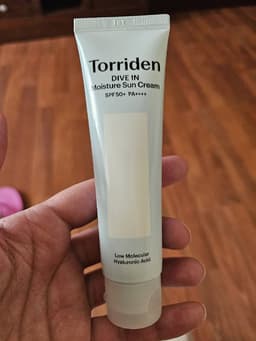 Torriden
DIVE IN
Moisture Sun Cream
SPF50+ PA++++
Low Molecular
Hyaluronic Acid